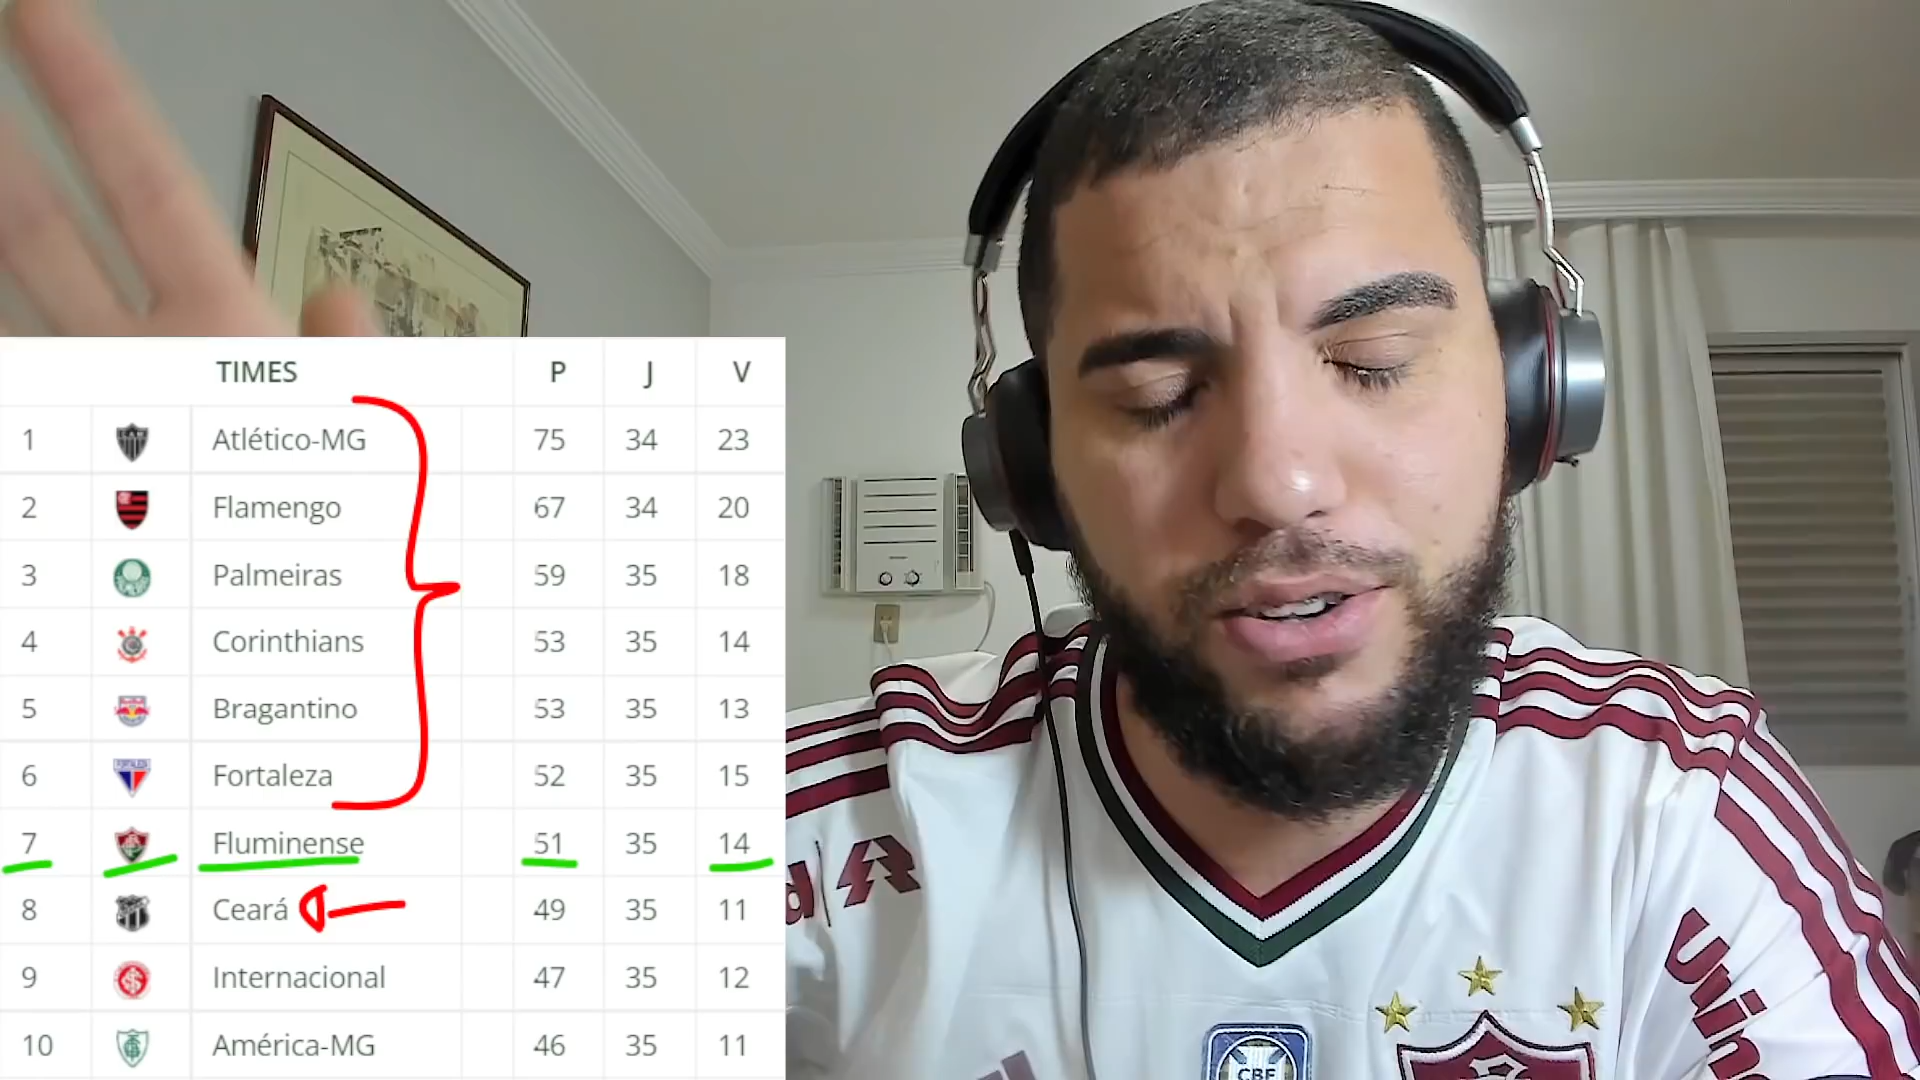 TIMES P J V
1 Atlético-MG 75 34 23
2 Flamengo 67 34 20
3 Palmeiras 59 35 18
4 Corinthians 53 35 14
5 Bragantino 53 35 13
6 FORTALEZA Fortaleza 52 35 15
7 Fluminense 51 35 14
8 Ceará 49 35 11
9 Internacional 47 35 12
10 América-MG 46 35 11
CBF